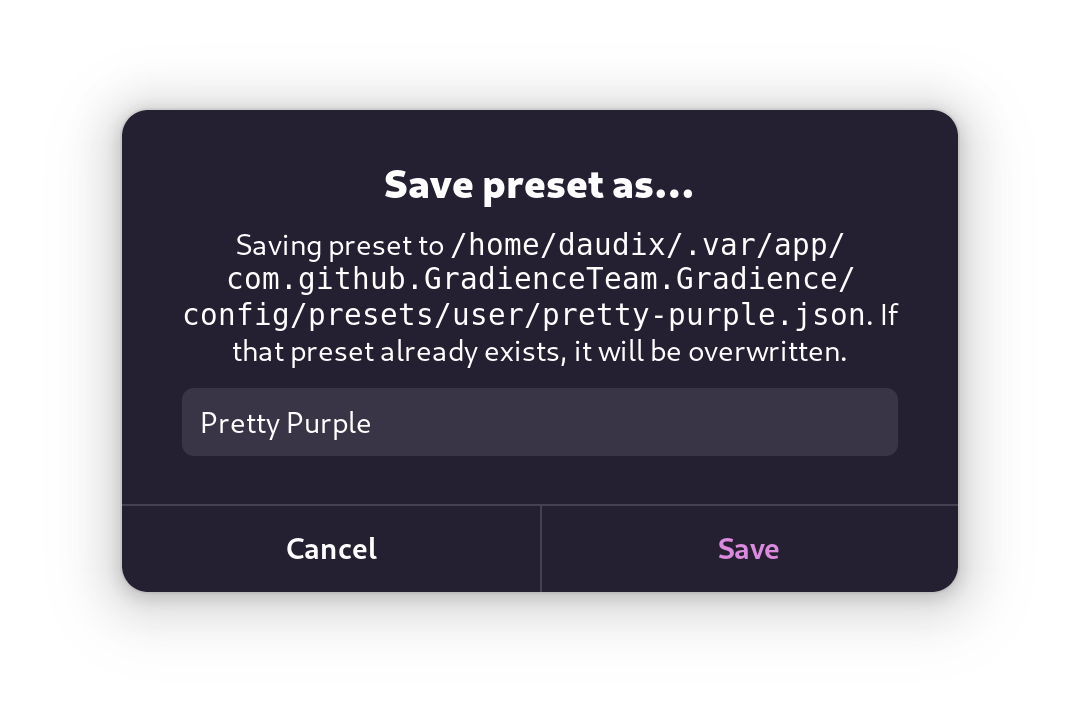 Save preset as...
Saving preset to /home/daudix/.var/app/
com.github.GradienceTeam.Gradience/
config/presets/user/pretty-purple.json. If
that preset already exists, it will be overwritten.
Pretty Purple
Cancel
Save